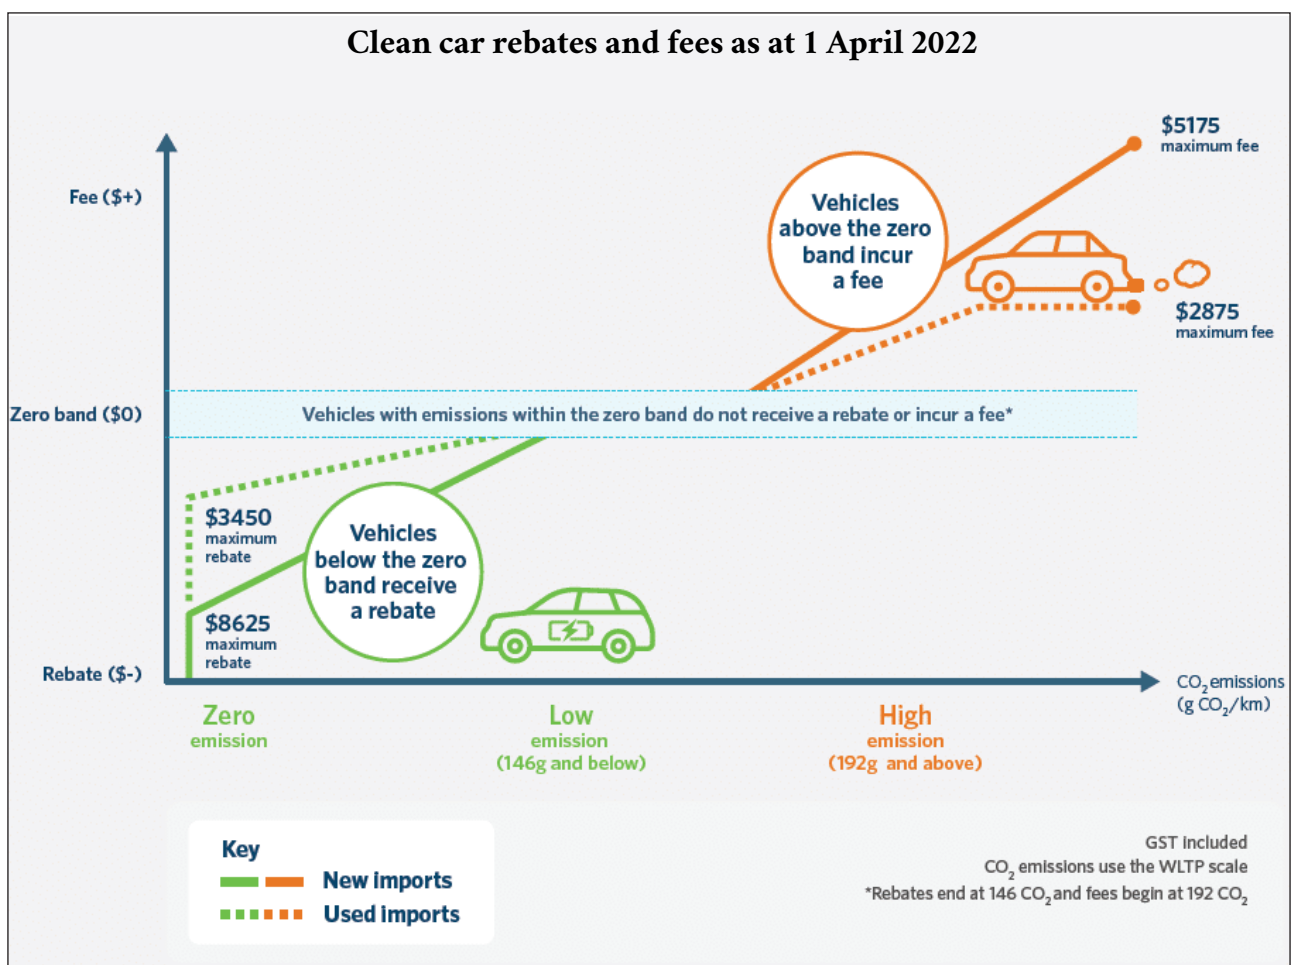 Clean car rebates and fees as at 1 April 2022
$5175
maximum fee
Fee ($+)
Vehicles
above the zero
band incur
a fee
$2875
maximum fee
Zero band ($0)
Vehicles with emissions within the zero band do not receive a rebate or incur a fee*
$3450
maximum
rebate
Vehicles
below the zero
band receive
a rebate
$8625
maximum
rebate
Rebate ($-)
CO₂ emissions
(g CO₂/km)
Zero
emission
Low
emission
(146g and below)
High
emission
(192g and above)
Key
New imports
Used imports
GST included
CO₂ emissions use the WLTP scale
*Rebates end at 146 CO₂ and fees begin at 192 CO₂